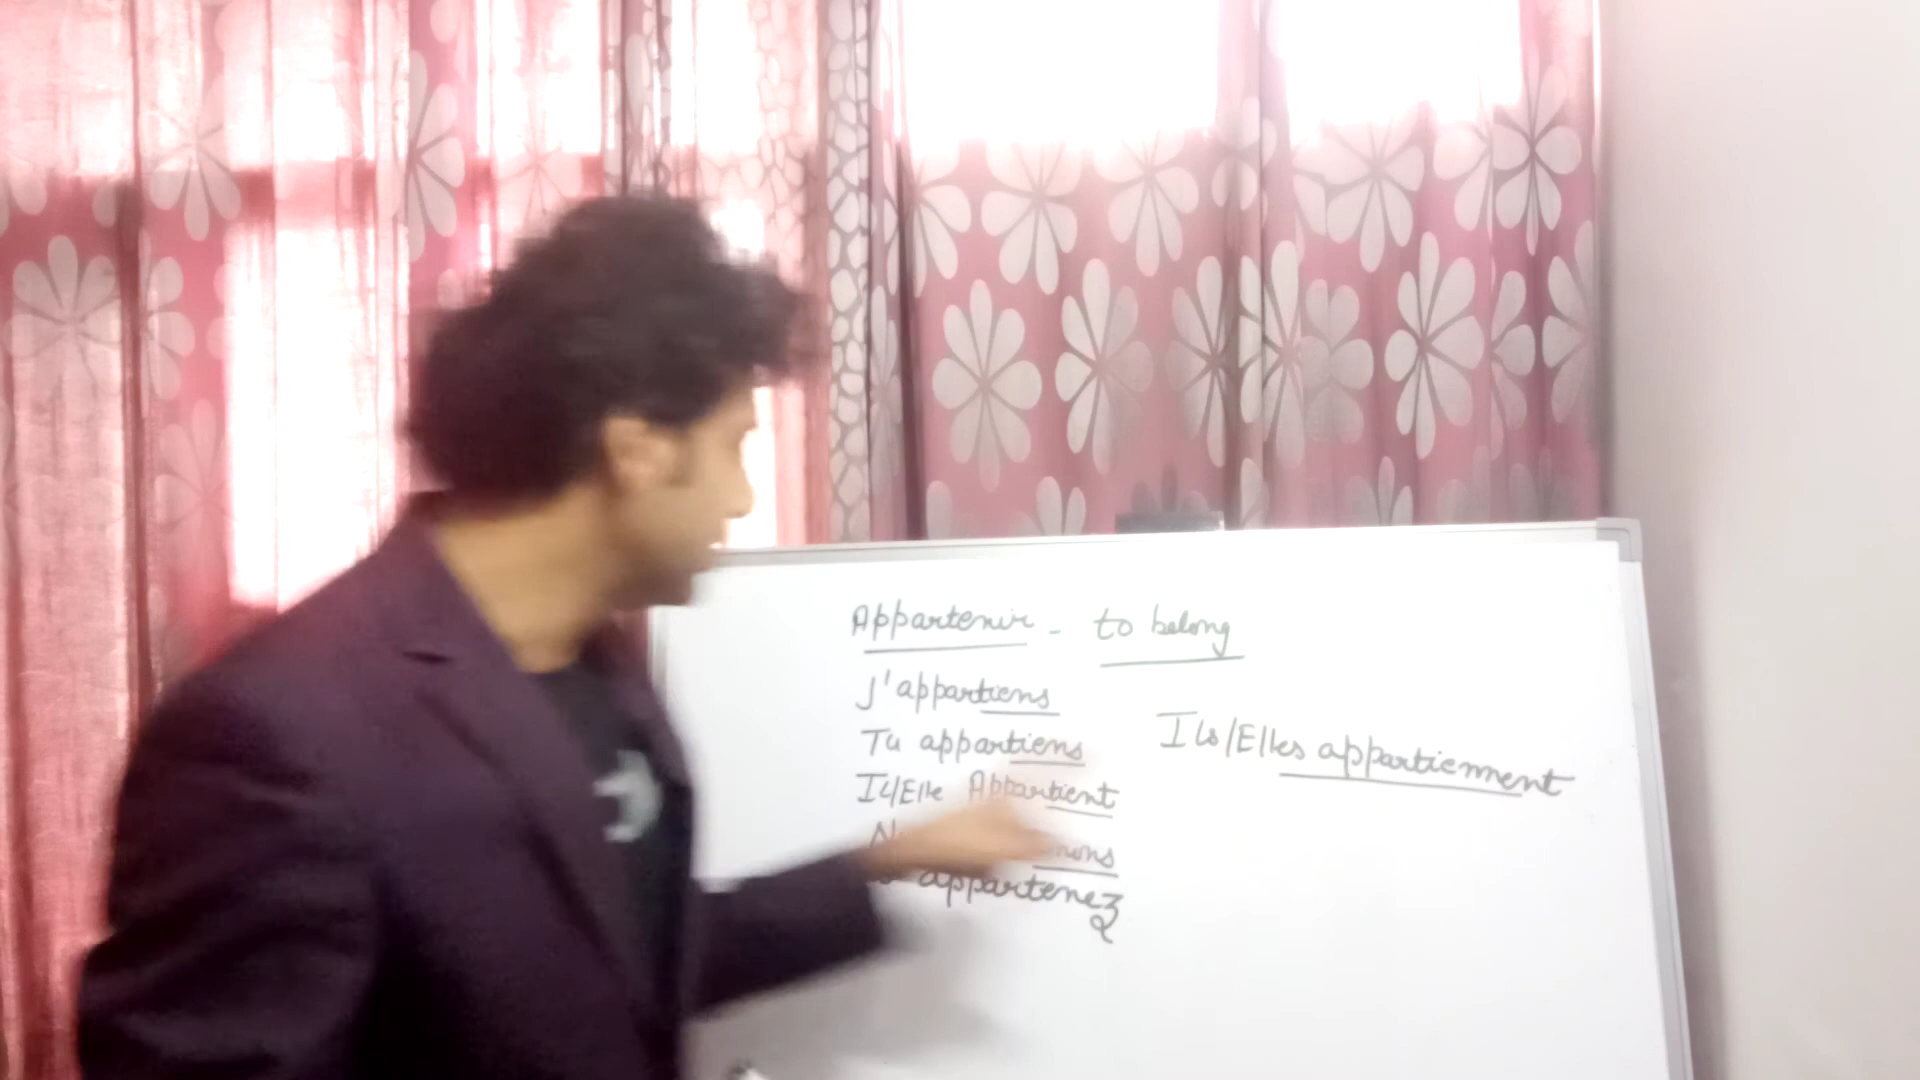 Appartenir - to belong
J'appartiens
Tu appartiens
Il/Elle Appartient
appartenez
Ils/Elles appartiennent